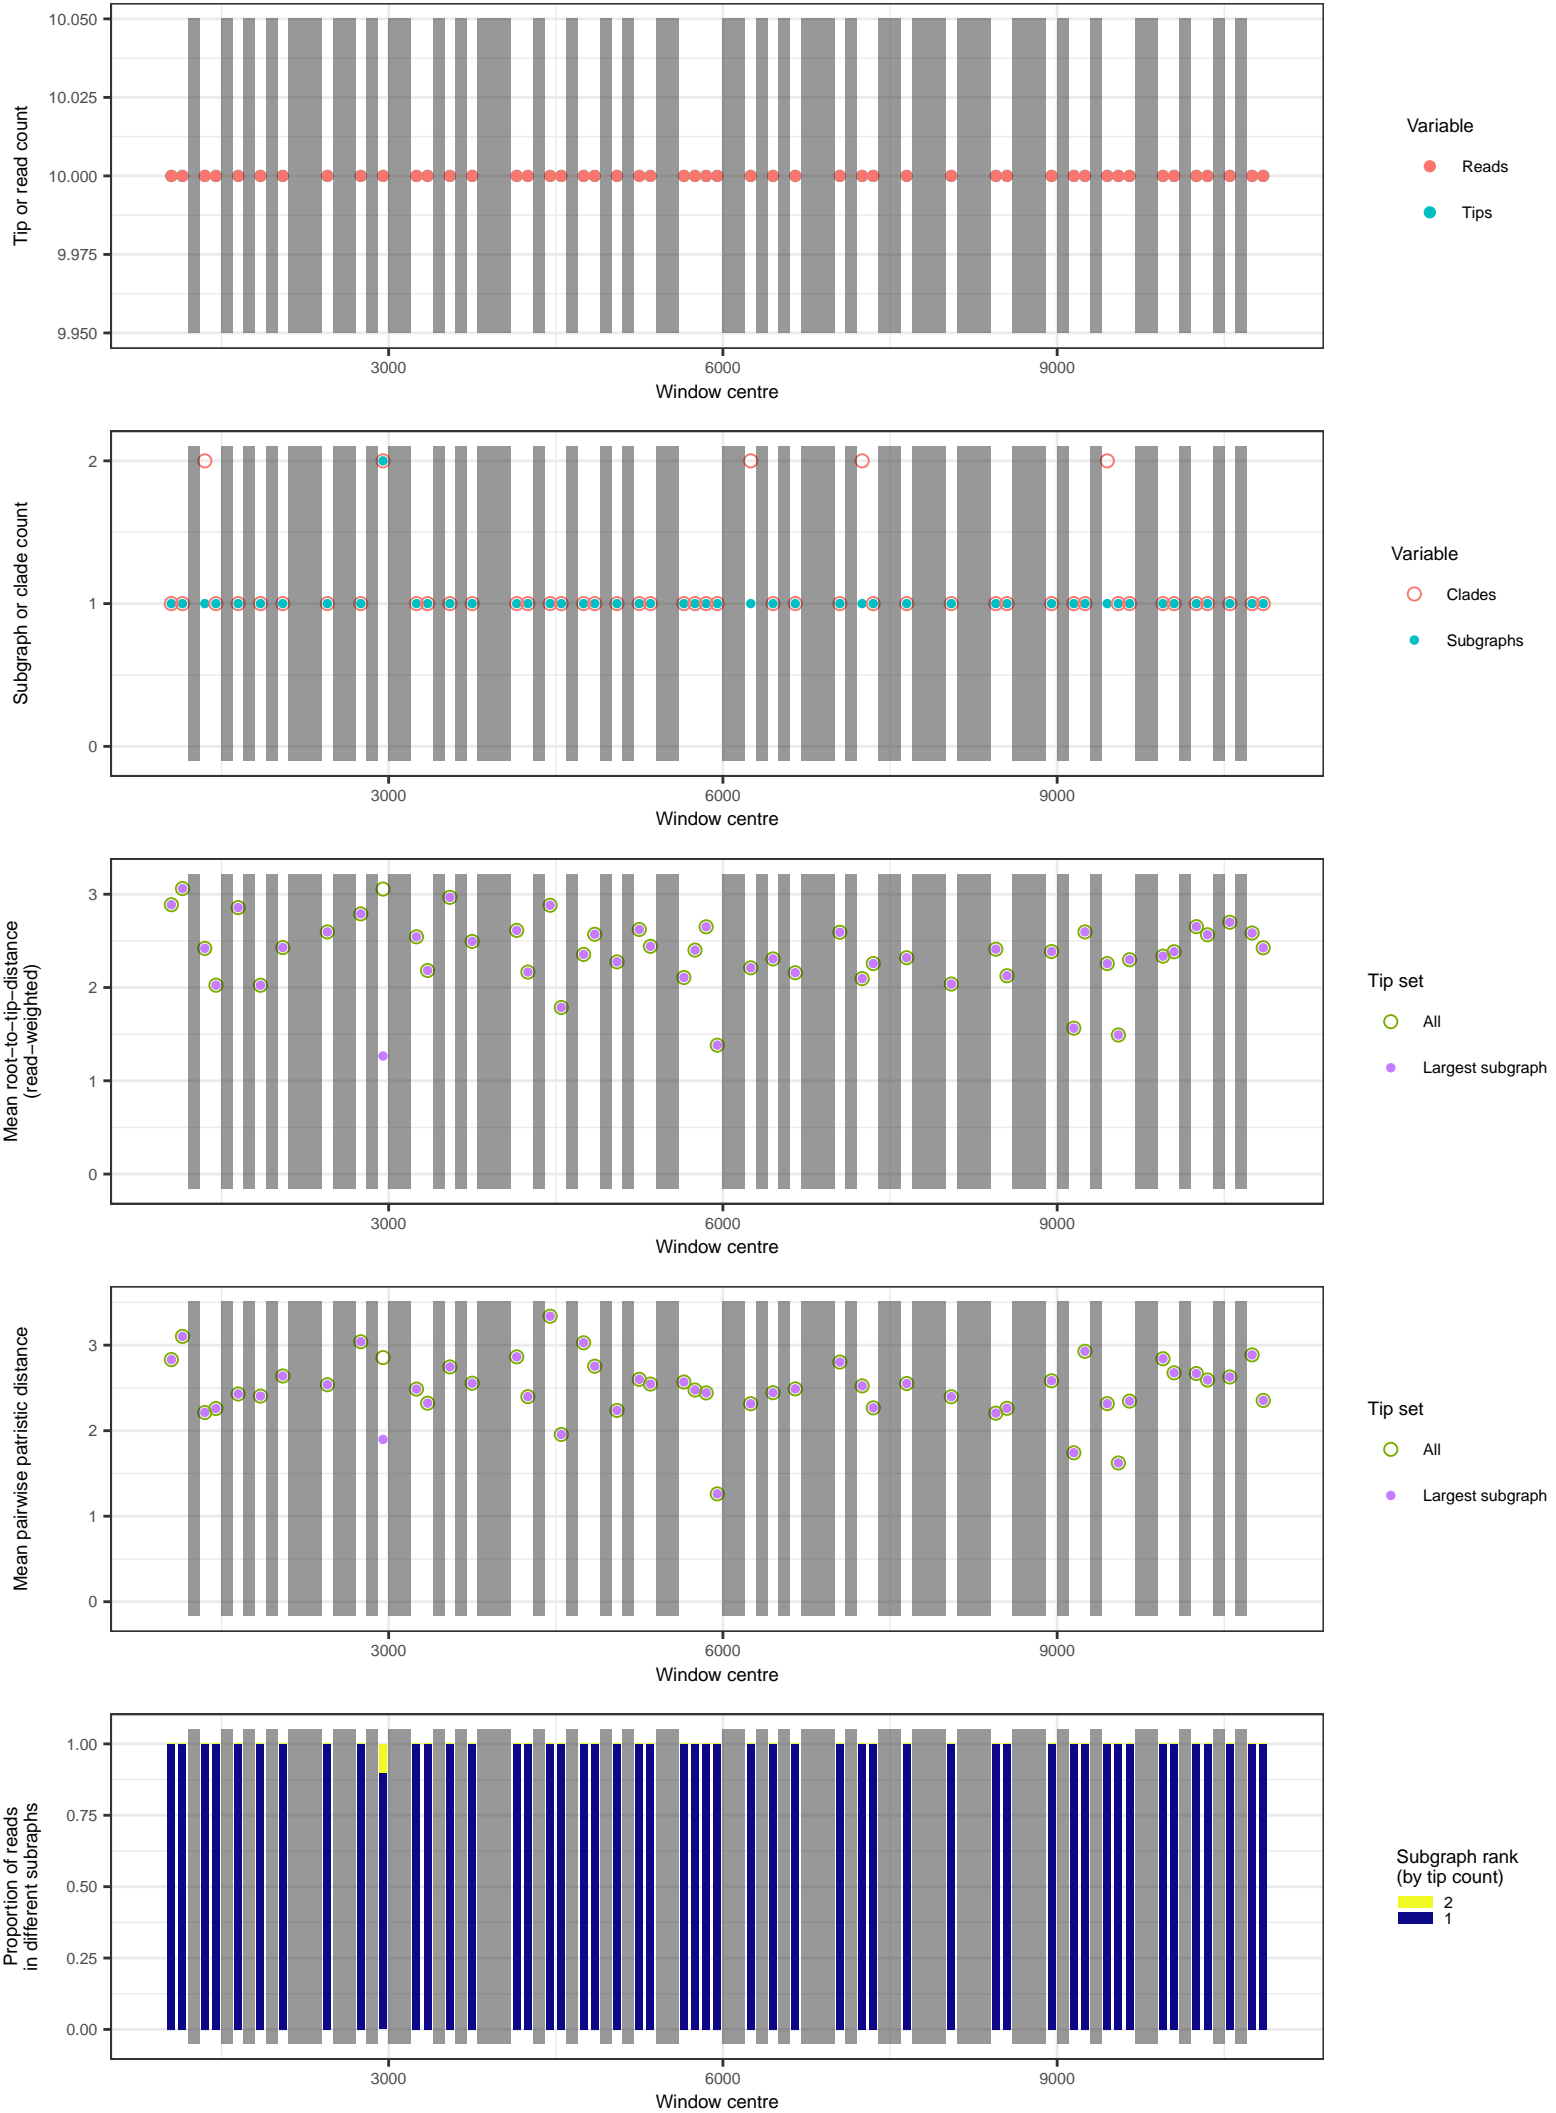 10.050
10.025
10.000
9.975
9.950
Tip or read count
3000
6000
9000
Window centre
Variable
Reads
Tips
2
1
0
Subgraph or clade count
3000
6000
9000
Window centre
Variable
Clades
Subgraphs
3
2
1
0
Mean root−to−tip−distance
(read−weighted)
3000
6000
9000
Window centre
Tip set
All
Largest subgraph
3
2
1
0
Mean pairwise patristic distance
3000
6000
9000
Window centre
Tip set
All
Largest subgraph
1.00
0.75
0.50
0.25
0.00
Proportion of reads
in different subraphs
3000
6000
9000
Window centre
Subgraph rank
(by tip count)
2
1